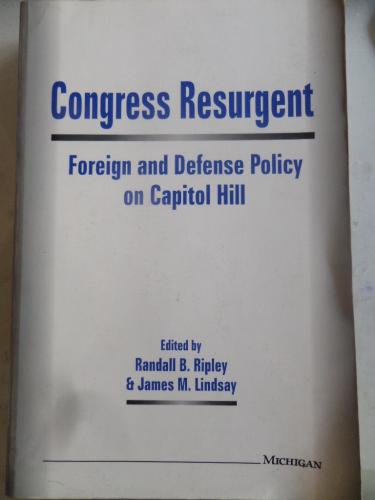 Congress Resurgent
Foreign and Defense Policy
on Capitol Hill
Edited by
Randall B. Ripley
& James M. Lindsay
MICHIGAN